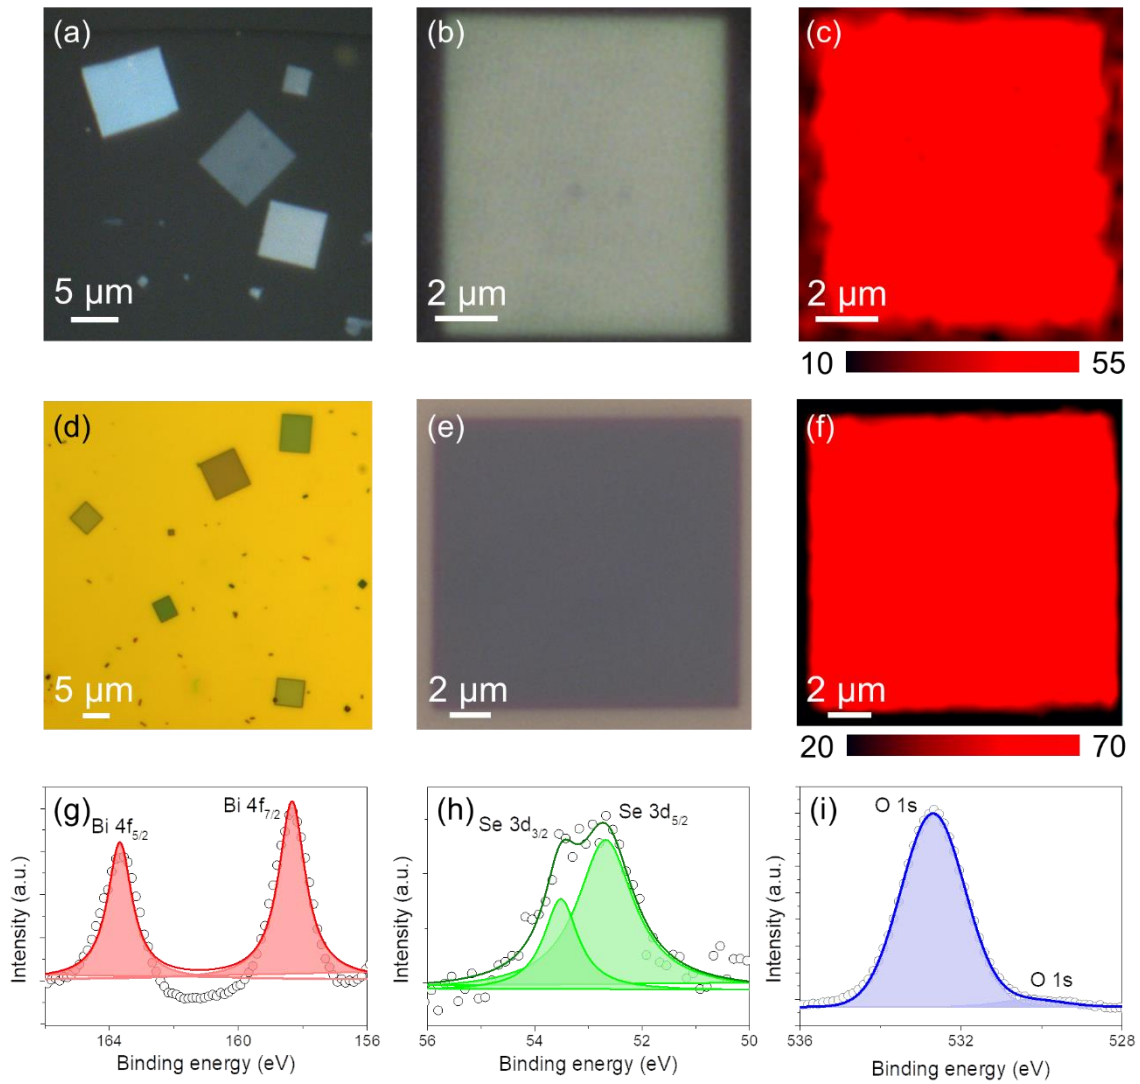 (a)
5 μm
(b)
2 μm
(c)
2 μm
10 55
(d)
5 μm
(e)
2 μm
(f)
2 μm
20 70
(g)
Bi 4f5/2
Bi 4f7/2
Intensity (a.u.)
164 160 156
Binding energy (eV)
(h)
Se 3d3/2
Se 3d5/2
Intensity (a.u.)
56 54 52 50
Binding energy (eV)
(i)
O 1s
O 1s
Intensity (a.u.)
536 532 528
Binding energy (eV)